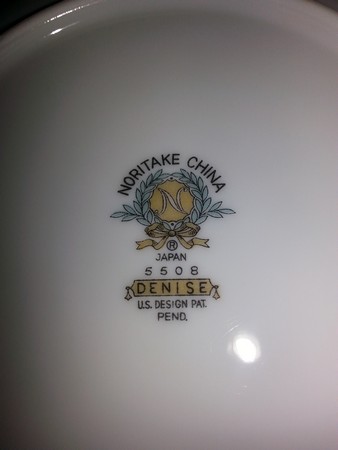 NORITAKE CHINA
N
®
JAPAN
5508
DENISE
U.S. DESIGN PAT.
PEND.